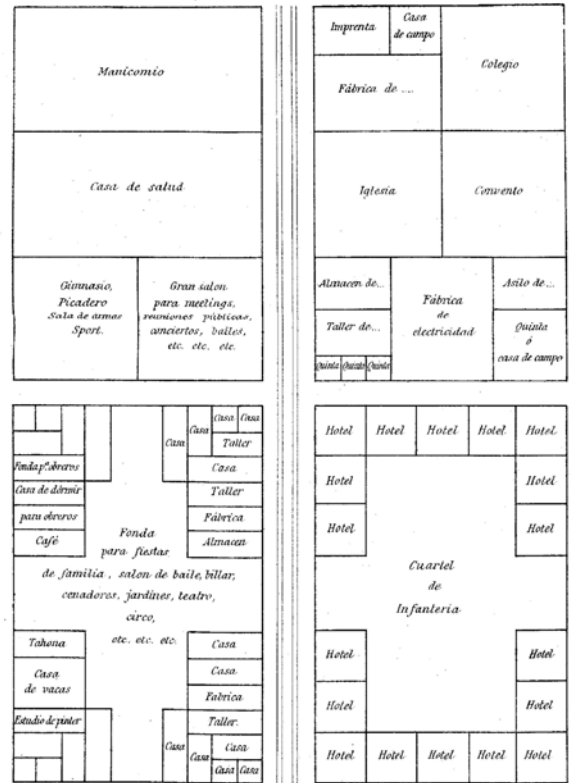 Manicomio
Casa de salud
Gimnasio,
Picadero
Sala de armas
Sport.
Gran salon
para meetings,
reuniones públicas,
conciertos, bailes,
etc. etc. etc.
Imprenta
Casa
de campo
Colegio
Fábrica de ....
Iglesia
Convento
Almacen de...
Taller de...
Quinta Quinta Quinta
Fábrica
de
electricidad
Asilo de...
Quinta
ó
casa de campo
Casa
Casa
Casa Casa
Taller
Fonda pª obreros
Casa
Casa de dormir
Taller
para obreros
Fábrica
Café
Almacen
Fonda
para fiestas
de familia, salon de baile, billar,
cenadores, jardines, teatro,
circo,
etc. etc. etc.
Tahona
Casa
Casa
de vacas
Casa
Fabrica
Estudio de pintor
Taller.
Casa
Casa
Casa
Casa Casa
Hotel Hotel Hotel Hotel Hotel
Hotel Hotel
Hotel Hotel
Cuartel
de
Infanteria
Hotel Hotel
Hotel Hotel
Hotel Hotel Hotel Hotel Hotel